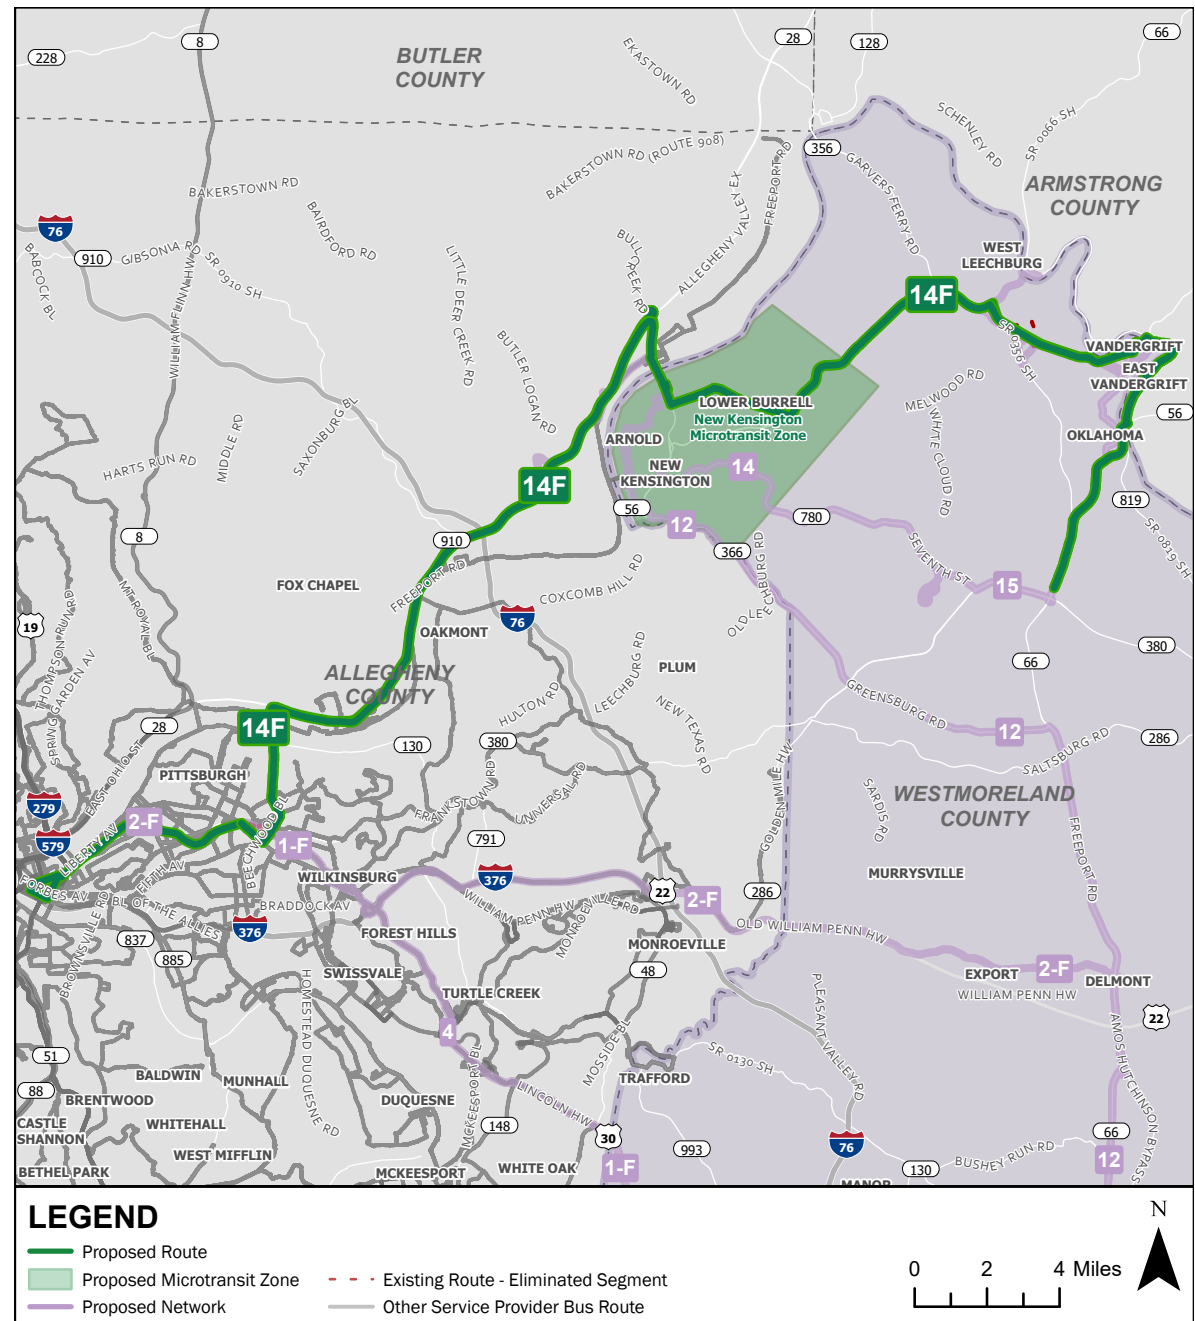 228
8
BUTLER
COUNTY
EKASTOWN RD
28
128
66
SCHENLEY RD
SR 0066 SH
BAKERSTOWN RD (ROUTE 908)
356
GARVERS FERRY RD
FREEPORT RD
ARMSTRONG
COUNTY
BAKERSTOWN RD
BAIRDFORD RD
ALLEGHENY VALLEY EX
76
910
GIBSONIA RD
SR 0910 SH
BABCOCK BL
WILLIAM FLINN HW
LITTLE DEER CREEK RD
BULL CREEK RD
WEST
LEECHBURG
14F
SR 0356 SH
BUTLER LOGAN RD
VANDERGRIFT
EAST
VANDERGRIFT
MELWOOD RD
WHITE CLOUD RD
LOWER BURRELL
New Kensington
Microtransit Zone
56
SAXONBURG BL
MIDDLE RD
HARTS RUN RD
ARNOLD
OKLAHOMA
NEW
KENSINGTON
14
14F
56
12
780
819
SR 0819 SH
8
910
366
FREEPORT RD
FOX CHAPEL
COXCOMB HILL RD
OLD LEECHBURG RD
SEVENTH ST
15
MT ROYAL BL
76
19
OAKMONT
THOMPSON RUN RD
SPRING GARDEN AV
ALLEGHENY
COUNTY
LEECHBURG RD
PLUM
380
66
GREENSBURG RD
HULTON RD
NEW TEXAS RD
14F
28
130
380
12
286
SALTSBURG RD
GOLDEN MILE HW
EAST OHIO ST
PITTSBURGH
FRANKSTOWN RD
UNIVERSAL RD
SARDIS RD
WESTMORELAND
COUNTY
279
579
2-F
LIBERTY AV
BEECHWOOD BL
1-F
791
FREEPORT RD
MURRYSVILLE
FORBES AV
FIFTH AV
BL OF THE ALLIES
WILKINSBURG
376
22
2-F
286
BRADDOCK AV
WILLIAM PENN HW
MONROEVILLE RD
OLD WILLIAM PENN HW
BROWNSVILLE RD
837
376
FOREST HILLS
MONROEVILLE
885
SWISSVALE
48
EXPORT
2-F
DELMONT
WILLIAM PENN HW
TURTLE CREEK
HOMESTEAD DUQUESNE RD
PLEASANT VALLEY RD
22
4
AMOS HUTCHINSON BYPASS
51
MOSSIDE BL
SR 0130 SH
MCKEESPORT BL
BALDWIN
MUNHALL
TRAFFORD
88
BRENTWOOD
DUQUESNE
LINCOLN HW
CASTLE
SHANNON
WHITEHALL
148
30
66
76
993
BUSHEY RUN RD
WEST MIFFLIN
BETHEL PARK
MCKEESPORT
WHITE OAK
1-F
130
12
MANOR
LEGEND
N
Proposed Route
Proposed Microtransit Zone
Existing Route - Eliminated Segment
Proposed Network
Other Service Provider Bus Route
0 2 4 Miles